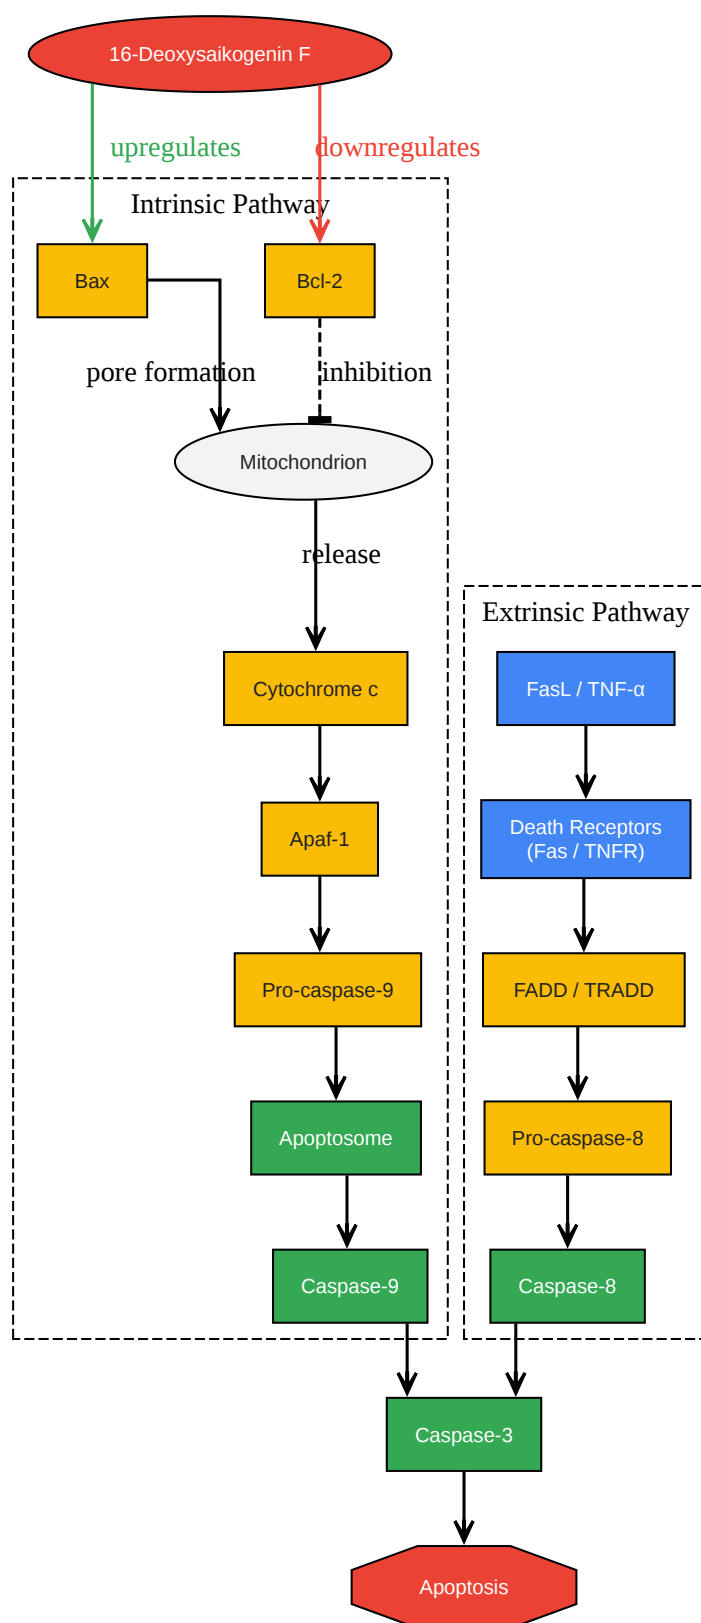 16-Deoxysaikogenin F
upregulates
downregulates
Intrinsic Pathway
Bax
Bcl-2
pore formation
inhibition
Mitochondrion
release
Extrinsic Pathway
Cytochrome c
FasL / TNF-α
Apaf-1
Death Receptors
(Fas / TNFR)
Pro-caspase-9
FADD / TRADD
Apoptosome
Pro-caspase-8
Caspase-9
Caspase-8
Caspase-3
Apoptosis